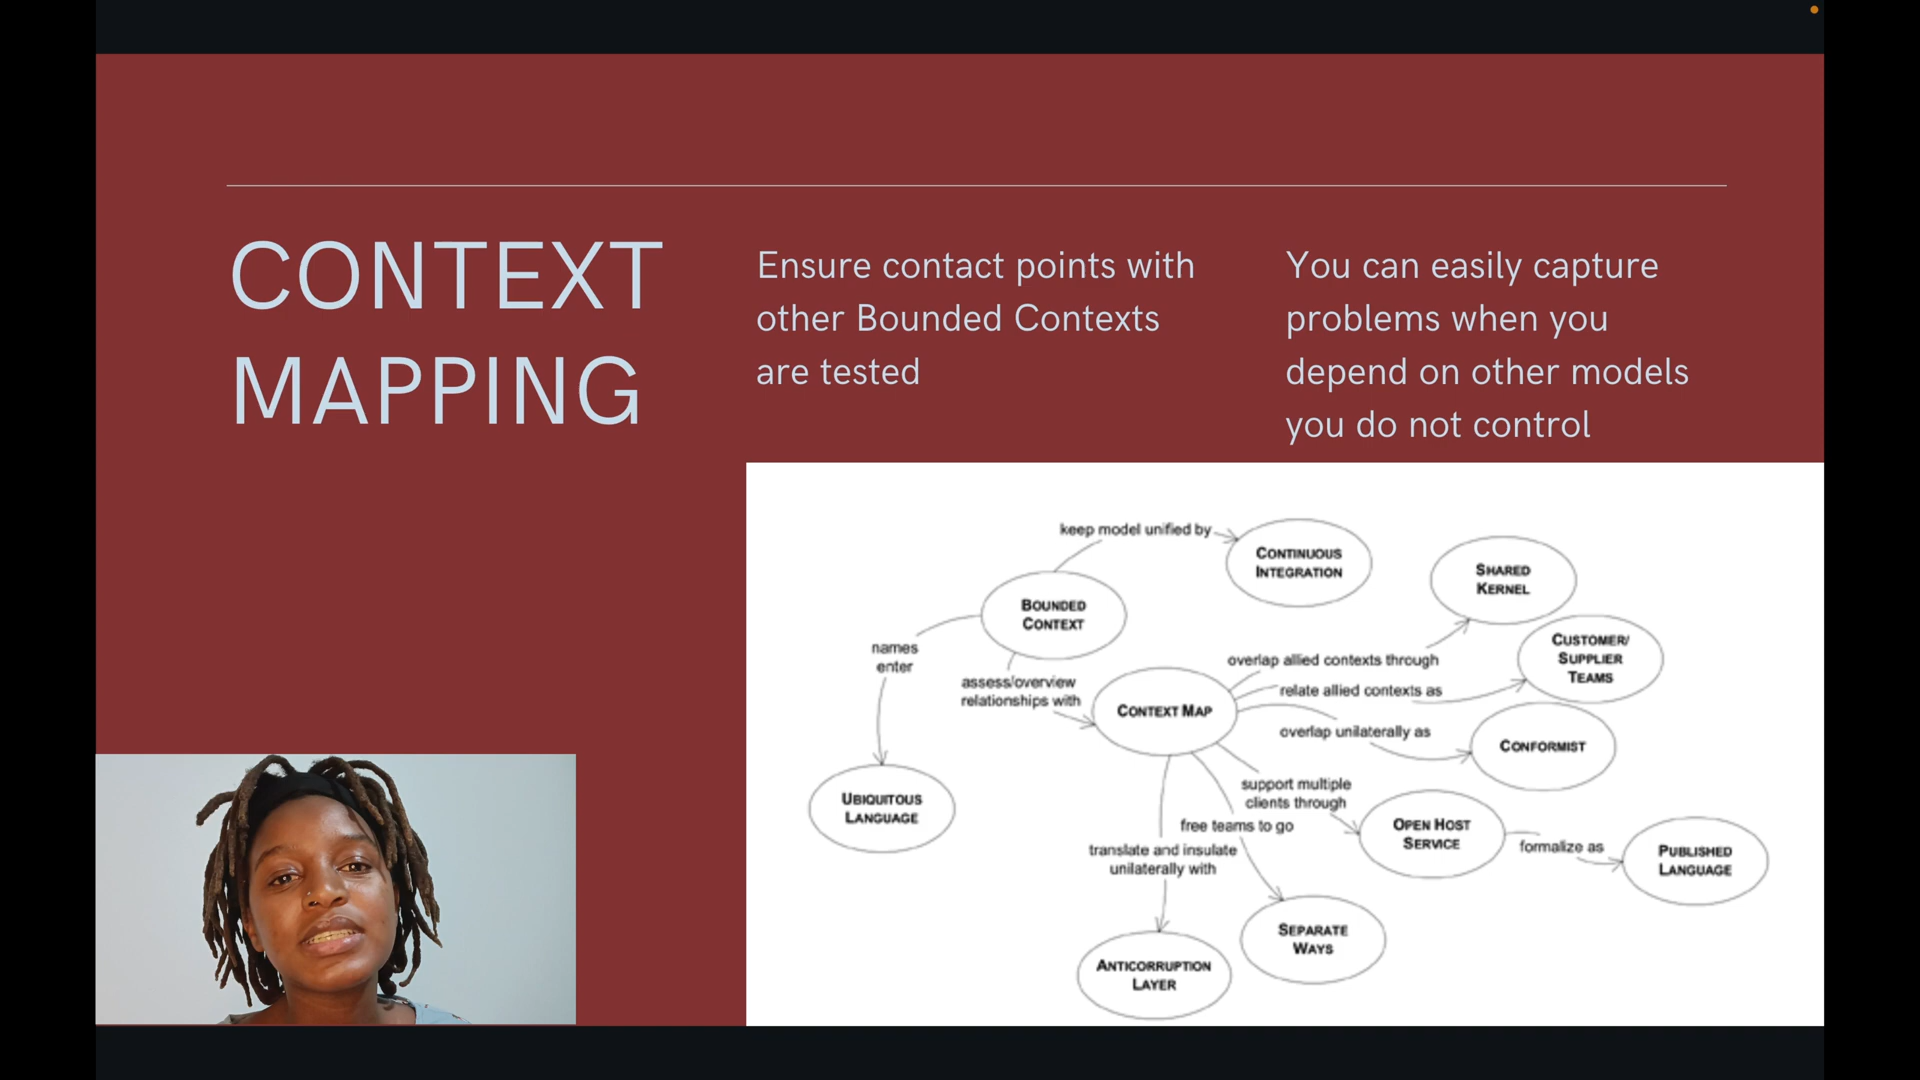 CONTEXT
MAPPING
Ensure contact points with
other Bounded Contexts
are tested
You can easily capture
problems when you
depend on other models
you do not control
keep model unified by
CONTINUOUS
INTEGRATION
SHARED
KERNEL
BOUNDED
CONTEXT
names
enter
CUSTOMER/
SUPPLIER
TEAMS
overlap allied contexts through
assess/overview
relationships with
relate allied contexts as
CONTEXT MAP
overlap unilaterally as
CONFORMIST
support multiple
clients through
UBIQUITOUS
LANGUAGE
free teams to go
OPEN HOST
SERVICE
formalize as
PUBLISHED
LANGUAGE
translate and insulate
unilaterally with
SEPARATE
WAYS
ANTICORRUPTION
LAYER